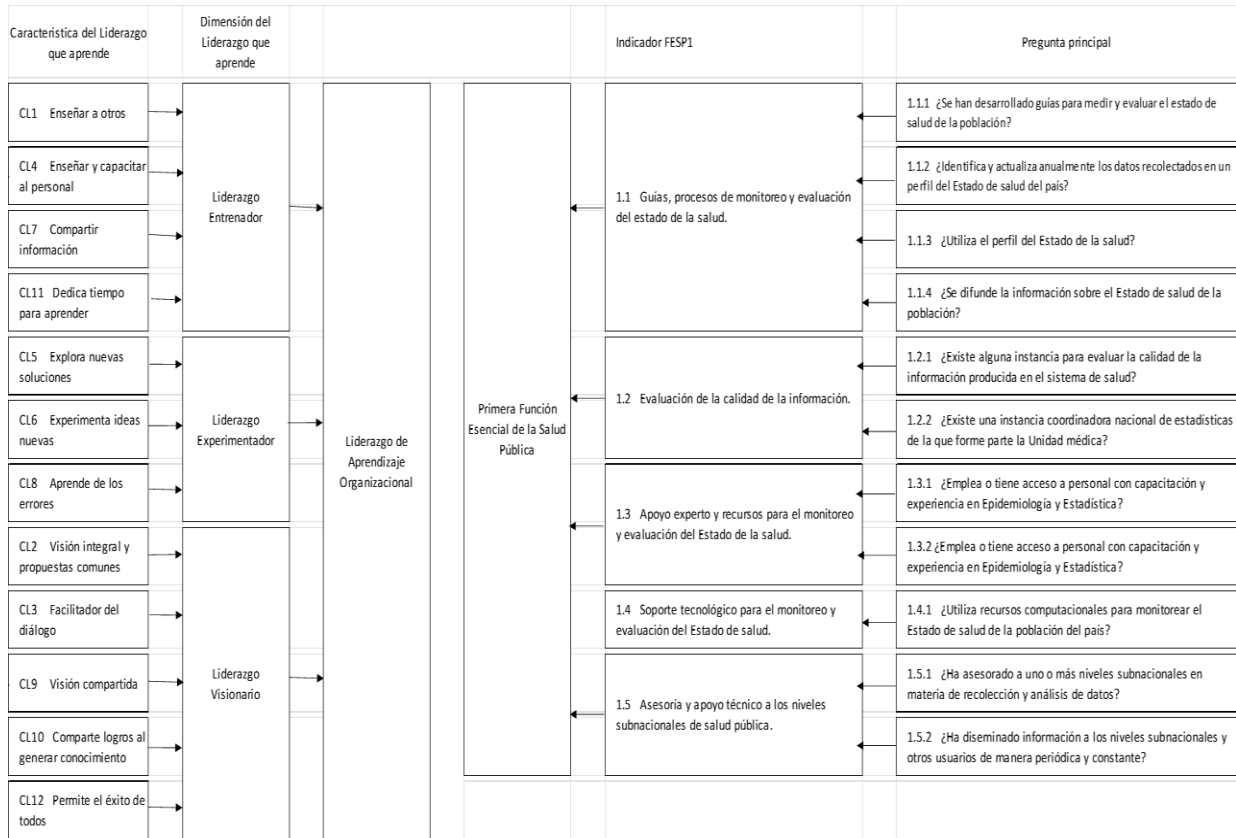 Caracteristica del Liderazgo
que aprende
Dimensión del
Liderazgo que
aprende
Indicador FESP1
Pregunta principal
CL1 Enseñar a otros
CL4 Enseñar y capacitar
al personal
CL7 Compartir
información
CL11 Dedica tiempo
para aprender
CL5 Explora nuevas
soluciones
CL6 Experimenta ideas
nuevas
CL8 Aprende de los
errores
CL2 Visión integral y
propuestas comunes
CL3 Facilitador del
diálogo
CL9 Visión compartida
CL10 Comparte logros al
generar conocimiento
CL12 Permite el éxito de
todos
Liderazgo
Entrenador
Liderazgo
Experimentador
Liderazgo
Visionario
Liderazgo de
Aprendizaje
Organizacional
Primera Función
Esencial de la Salud
Pública
1.1 Guías, procesos de monitoreo y evaluación
del estado de la salud.
1.2 Evaluación de la calidad de la información.
1.3 Apoyo experto y recursos para el monitoreo
y evaluación del Estado de la salud.
1.4 Soporte tecnológico para el monitoreo y
evaluación del Estado de salud.
1.5 Asesoría y apoyo técnico a los niveles
subnacionales de salud pública.
1.1.1 ¿Se han desarrollado guías para medir y evaluar el estado de
salud de la población?
1.1.2 ¿Identifica y actualiza anualmente los datos recolectados en un
perfil del Estado de salud del país?
1.1.3 ¿Utiliza el perfil del Estado de la salud?
1.1.4 ¿Se difunde la información sobre el Estado de salud de la
población?
1.2.1 ¿Existe alguna instancia para evaluar la calidad de la
información producida en el sistema de salud?
1.2.2 ¿Existe una instancia coordinadora nacional de estadísticas
de la que forme parte la Unidad médica?
1.3.1 ¿Emplea o tiene acceso a personal con capacitación y
experiencia en Epidemiología y Estadística?
1.3.2 ¿Emplea o tiene acceso a personal con capacitación y
experiencia en Epidemiología y Estadística?
1.4.1 ¿Utiliza recursos computacionales para monitorear el
Estado de salud de la población del país?
1.5.1 ¿Ha asesorado a uno o más niveles subnacionales en
materia de recolección y análisis de datos?
1.5.2 ¿Ha diseminado información a los niveles subnacionales y
otros usuarios de manera periódica y constante?